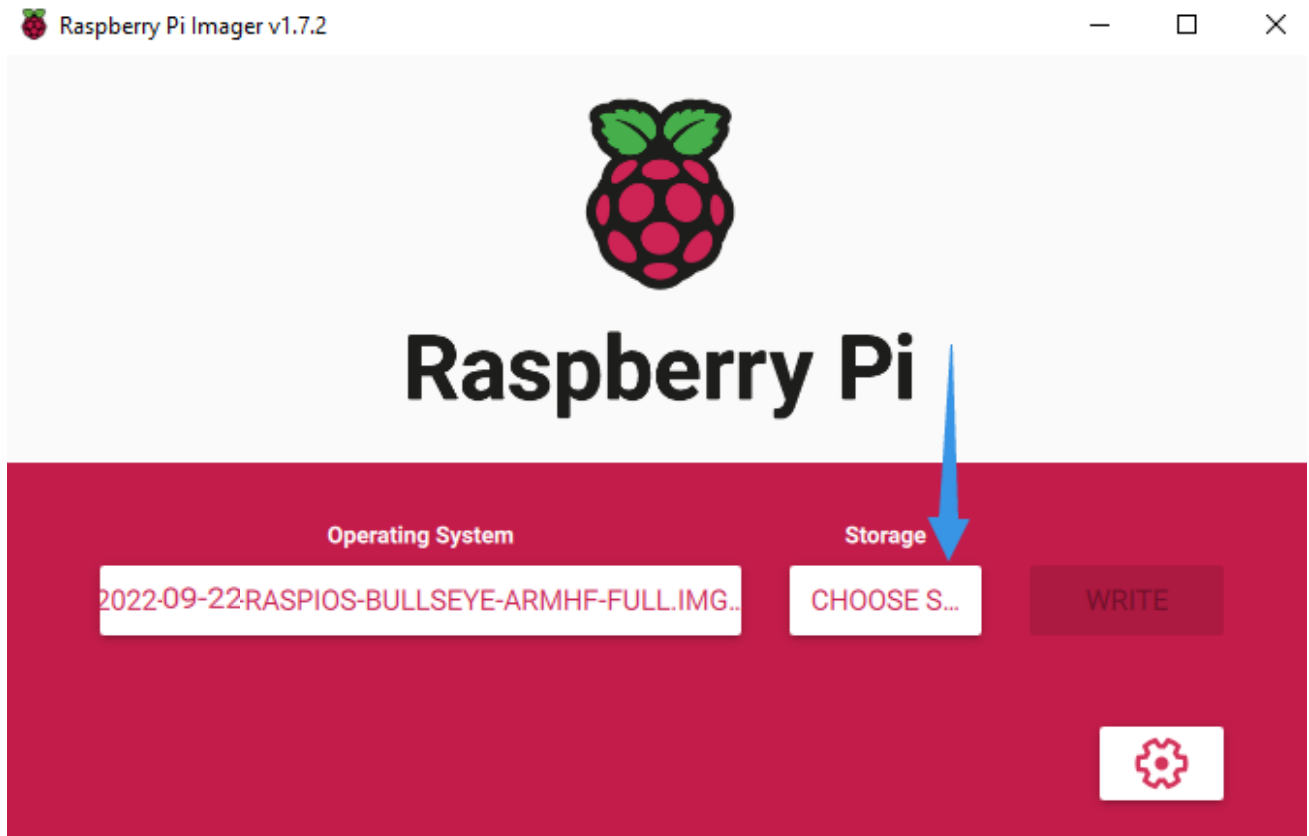 Raspberry Pi Imager v1.7.2
Raspberry Pi
Operating System
Storage
2022-09-22-RASPIOS-BULLSEYE-ARMHF-FULL.IMG...
CHOOSE S...
WRITE